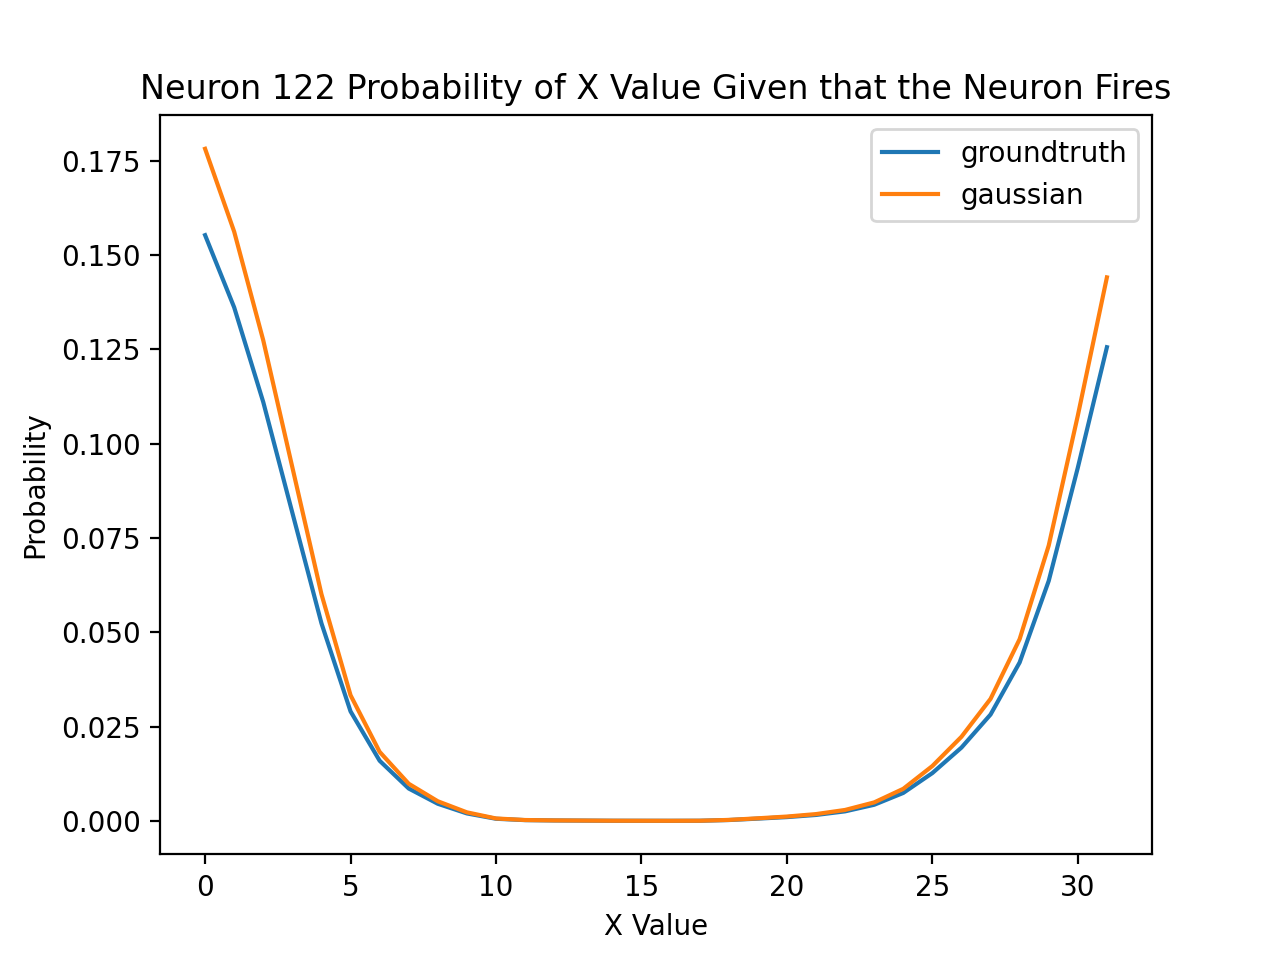 Neuron 122 Probability of X Value Given that the Neuron Fires
groundtruth
gaussian
0.175
0.150
0.125
0.100
0.075
0.050
0.025
0.000
Probability
0 5 10 15 20 25 30
X Value